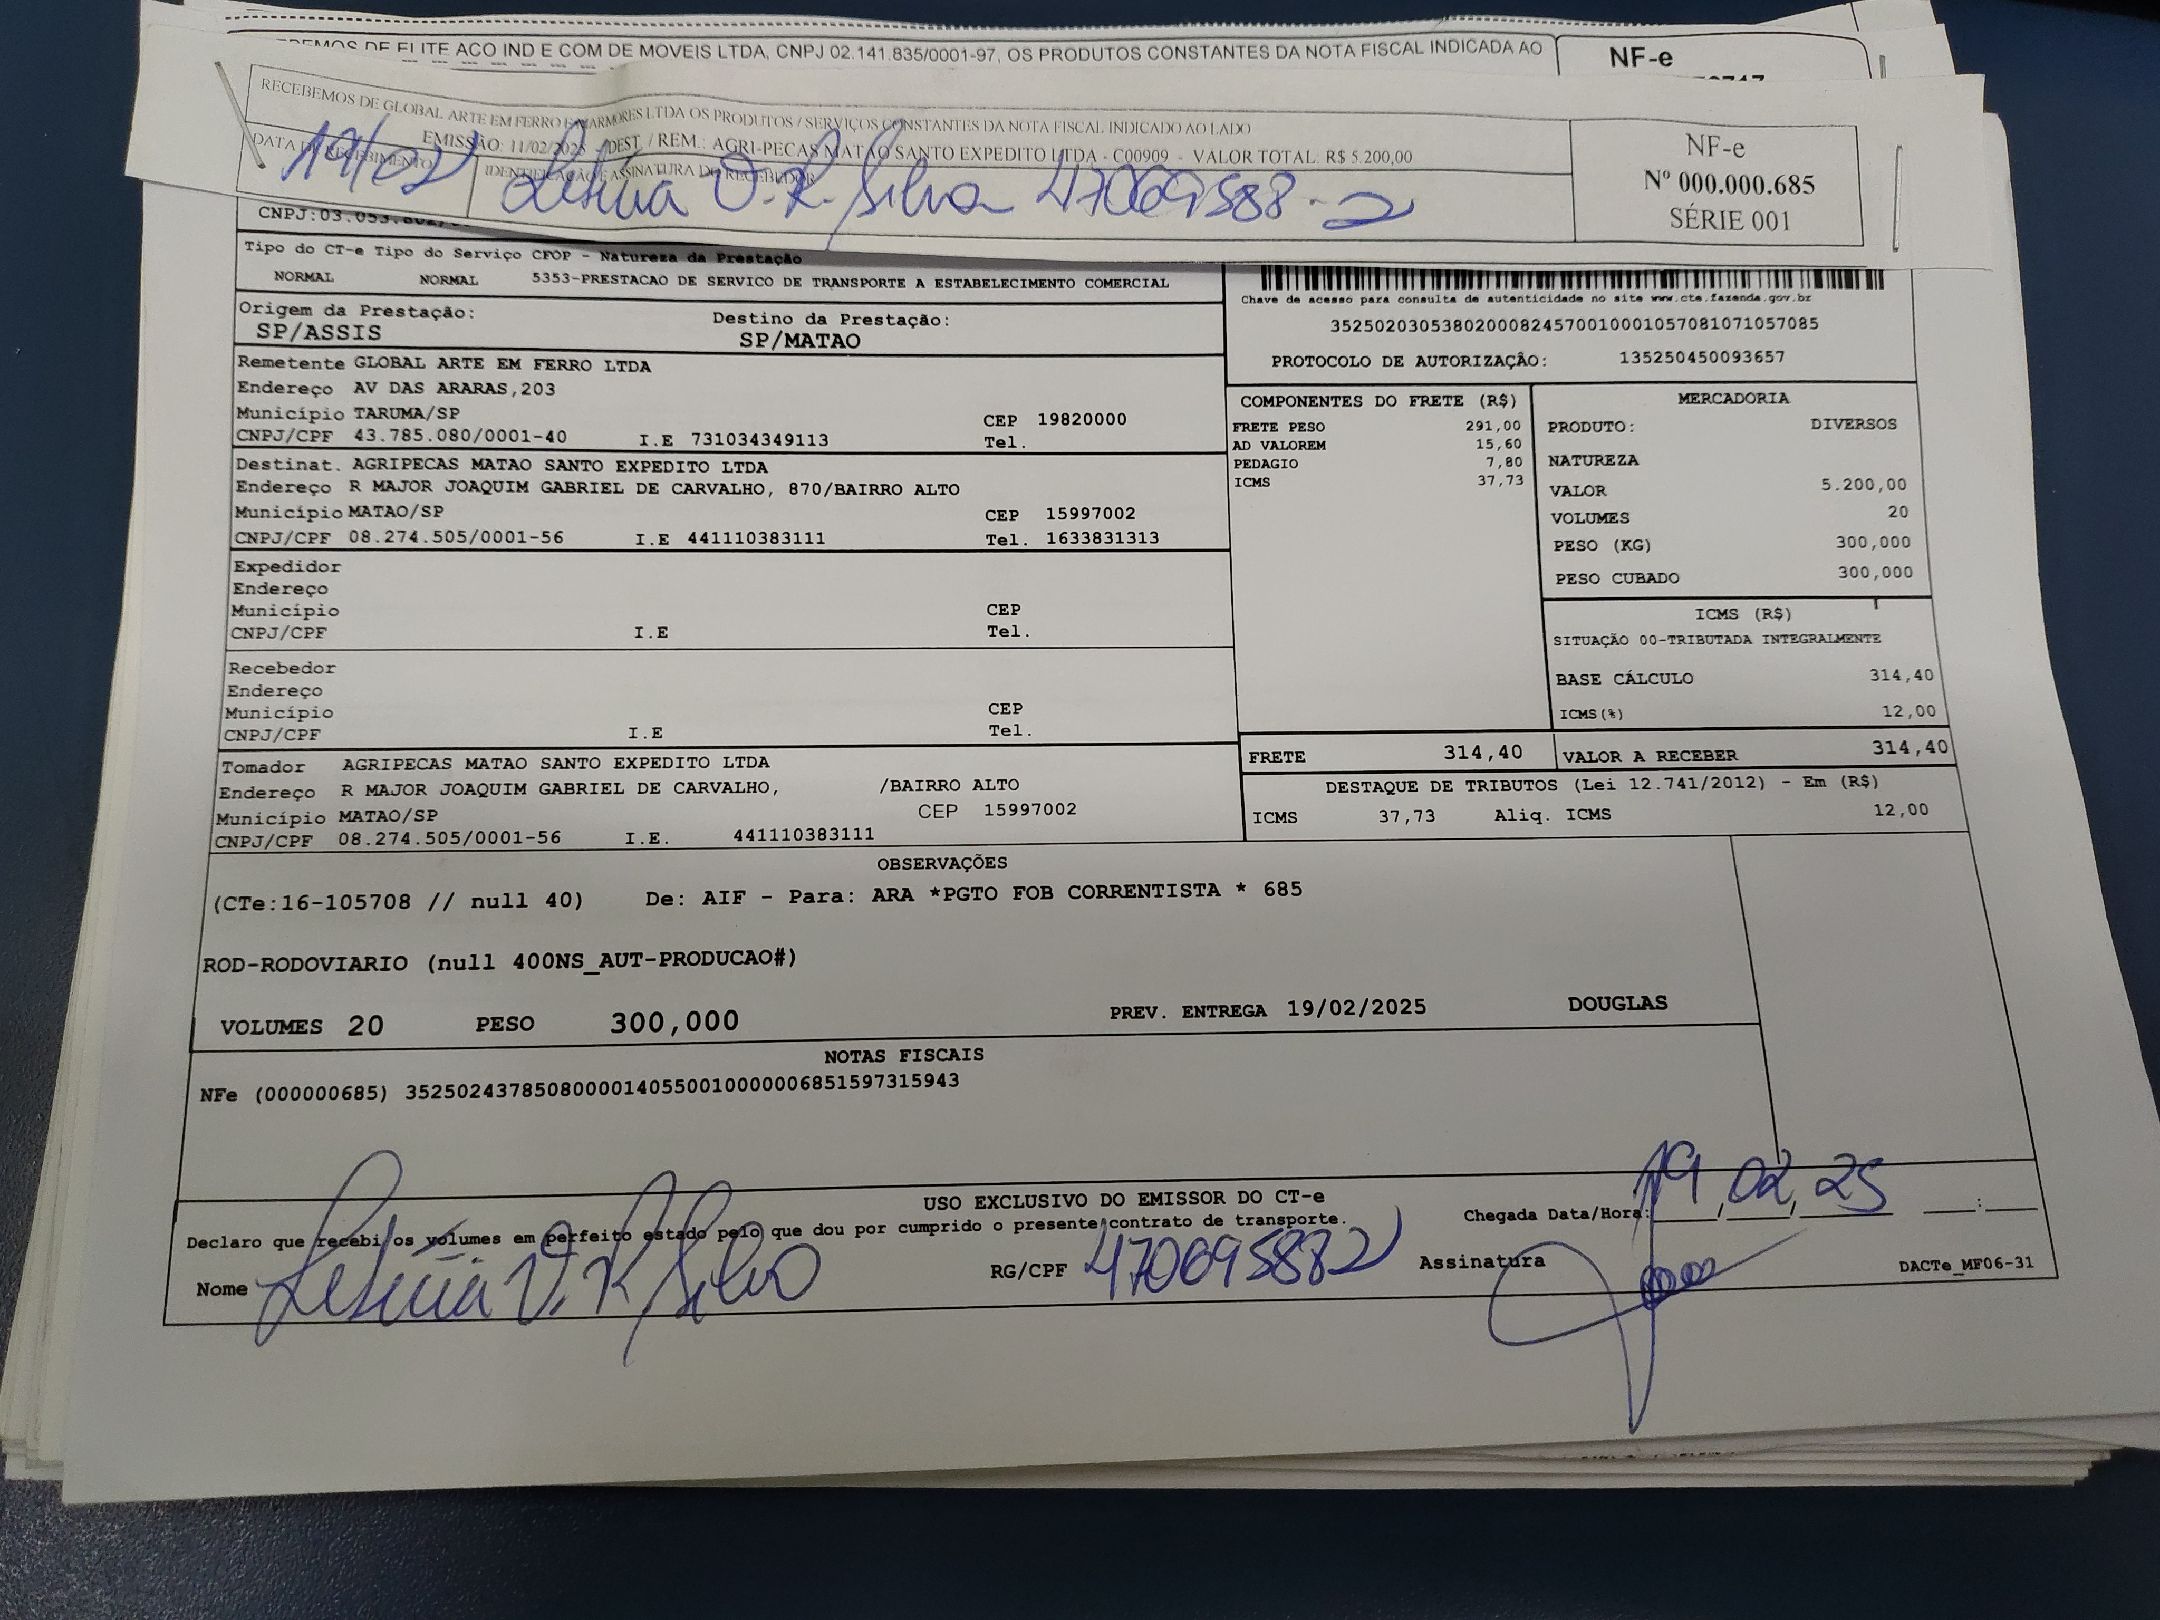 DE ELITE ACO IND E COM DE MOVEIS LTDA, CNPJ 02.141.835/0001-97, OS PRODUTOS CONSTANTES DA NOTA FISCAL INDICADA AO
NF-e
RECEBEMOS DE GLOBAL ARTE EM FERRO E MARMORES LTDA OS PRODUTOS / SERVIÇOS CONSTANTES DA NOTA FISCAL INDICADO AO LADO
EMISSÃO: 11/02/2025 DEST. / REM.: AGRI-PECAS MATAO SANTO EXPEDITO LTDA - C00909 - VALOR TOTAL: R$ 5.200,00
DATA DO RECEBIMENTO
IDENTIFICAÇÃO E ASSINATURA DO RECEBEDOR
19/02 Leticia V. R. Silva 47069588-2
NF-e
Nº 000.000.685
SÉRIE 001
CNPJ:03.053.802/
Tipo do CT-e Tipo do Serviço CFOP - Natureza da Prestação
NORMAL NORMAL 5353-PRESTACAO DE SERVICO DE TRANSPORTE A ESTABELECIMENTO COMERCIAL
Chave de acesso para consulta de autenticidade no site www.cte.fazenda.gov.br
35250203053802000824570010001057081071057085
PROTOCOLO DE AUTORIZAÇÃO: 135250450093657
Origem da Prestação: Destino da Prestação:
SP/ASSIS SP/MATAO
Remetente GLOBAL ARTE EM FERRO LTDA
Endereço AV DAS ARARAS,203
Município TARUMA/SP CEP 19820000
CNPJ/CPF 43.785.080/0001-40 I.E 731034349113 Tel.
Destinat. AGRIPECAS MATAO SANTO EXPEDITO LTDA
Endereço R MAJOR JOAQUIM GABRIEL DE CARVALHO, 870/BAIRRO ALTO
Município MATAO/SP CEP 15997002
CNPJ/CPF 08.274.505/0001-56 I.E 441110383111 Tel. 1633831313
Expedidor
Endereço
Município CEP
CNPJ/CPF I.E Tel.
Recebedor
Endereço
Município CEP
CNPJ/CPF I.E Tel.
Tomador AGRIPECAS MATAO SANTO EXPEDITO LTDA
Endereço R MAJOR JOAQUIM GABRIEL DE CARVALHO, /BAIRRO ALTO
Município MATAO/SP CEP 15997002
CNPJ/CPF 08.274.505/0001-56 I.E. 441110383111
COMPONENTES DO FRETE (R$)
FRETE PESO 291,00
AD VALOREM 15,60
PEDAGIO 7,80
ICMS 37,73
MERCADORIA
PRODUTO: DIVERSOS
NATUREZA
VALOR 5.200,00
VOLUMES 20
PESO (KG) 300,000
PESO CUBADO 300,000
ICMS (R$)
SITUAÇÃO 00-TRIBUTADA INTEGRALMENTE
BASE CÁLCULO 314,40
ICMS(%) 12,00
FRETE 314,40 VALOR A RECEBER 314,40
DESTAQUE DE TRIBUTOS (Lei 12.741/2012) - Em (R$)
ICMS 37,73 Aliq. ICMS 12,00
OBSERVAÇÕES
(CTe:16-105708 // null 40) De: AIF - Para: ARA *PGTO FOB CORRENTISTA * 685
ROD-RODOVIARIO (null 400NS_AUT-PRODUCAO#)
VOLUMES 20 PESO 300,000 PREV. ENTREGA 19/02/2025 DOUGLAS
NOTAS FISCAIS
NFe (000000685) 35250243785080000140550010000006851597315943
USO EXCLUSIVO DO EMISSOR DO CT-e
Declaro que recebi os volumes em perfeito estado pelo que dou por cumprido o presente contrato de transporte.
Chegada Data/Hora: 19,02,25 :
Nome Leticia V. R Silva RG/CPF 470695882 Assinatura
DACTe_MF06-31